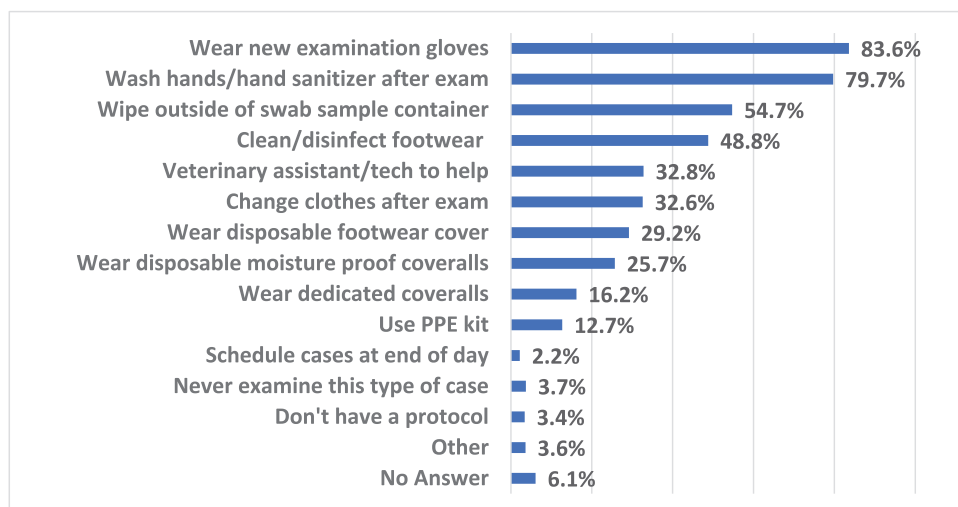 Wear new examination gloves 83.6%
Wash hands/hand sanitizer after exam 79.7%
Wipe outside of swab sample container 54.7%
Clean/disinfect footwear 48.8%
Veterinary assistant/tech to help 32.8%
Change clothes after exam 32.6%
Wear disposable footwear cover 29.2%
Wear disposable moisture proof coveralls 25.7%
Wear dedicated coveralls 16.2%
Use PPE kit 12.7%
Schedule cases at end of day 2.2%
Never examine this type of case 3.7%
Don't have a protocol 3.4%
Other 3.6%
No Answer 6.1%